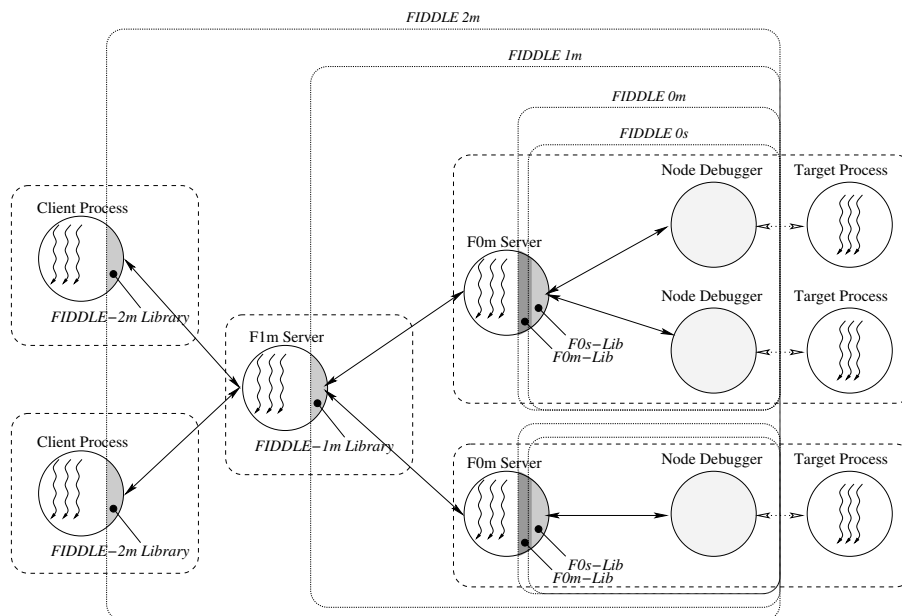 FIDDLE 2m
FIDDLE 1m
FIDDLE 0m
FIDDLE 0s
Node Debugger
Target Process
Client Process
F0m Server
FIDDLE−2m Library
Node Debugger
Target Process
F1m Server
F0s−Lib
F0m−Lib
Client Process
FIDDLE−1m Library
F0m Server
Node Debugger
Target Process
FIDDLE−2m Library
F0s−Lib
F0m−Lib